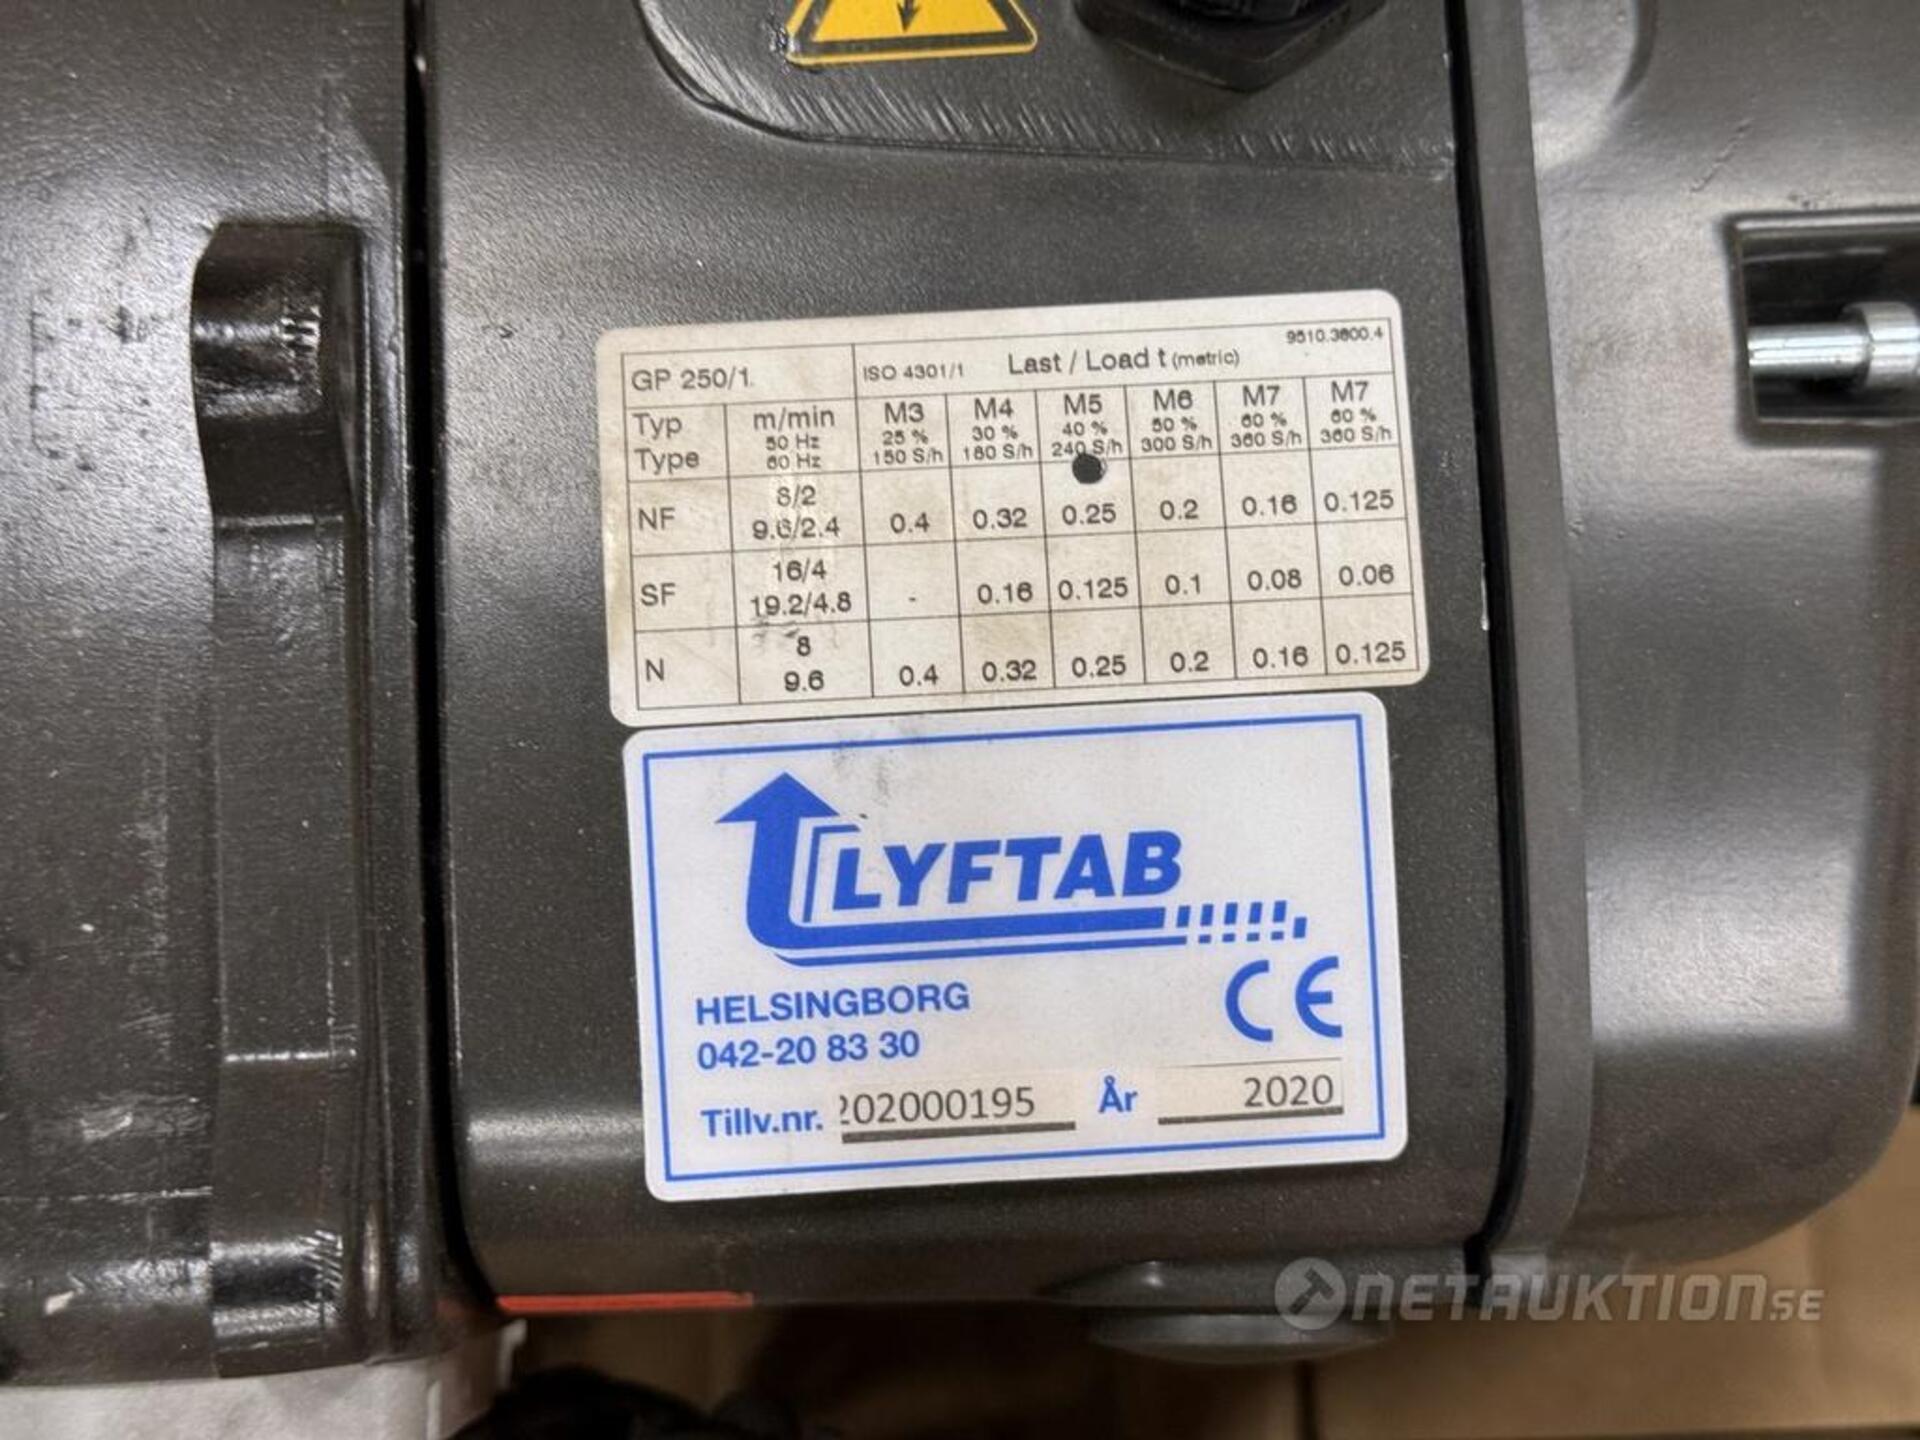 9510.3600.4
GP 250/1 ISO 4301/1 Last / Load t (metric)
Typ m/min M3 M4 M5 M6 M7 M7
50 Hz 25 % 30 % 40 % 50 % 60 % 60 %
Type 60 Hz 150 S/h 180 S/h 240 S/h 300 S/h 360 S/h 360 S/h
8/2
NF 9.6/2.4 0.4 0.32 0.25 0.2 0.16 0.125
16/4
SF 19.2/4.8 - 0.16 0.125 0.1 0.08 0.06
8
N 9.6 0.4 0.32 0.25 0.2 0.16 0.125
LYFTAB
HELSINGBORG CE
042-20 83 30
Tillv.nr. 202000195 År 2020
NETAUKTION.SE